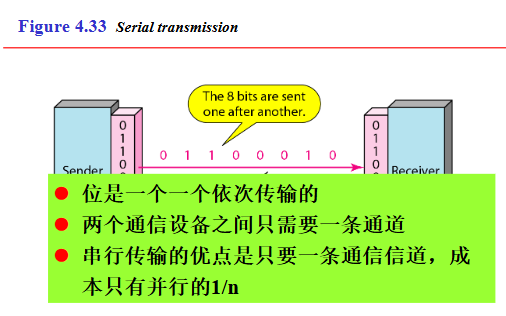 Figure 4.33 Serial transmission
The 8 bits are sent
one after another.
0 1 1 0 0 0 1 0
0
1
1
0
0
Sender
0
1
1
0
0
Receiver
位是一个一个依次传输的
两个通信设备之间只需要一条通道
串行传输的优点是只要一条通信信道，成
本只有并行的1/n